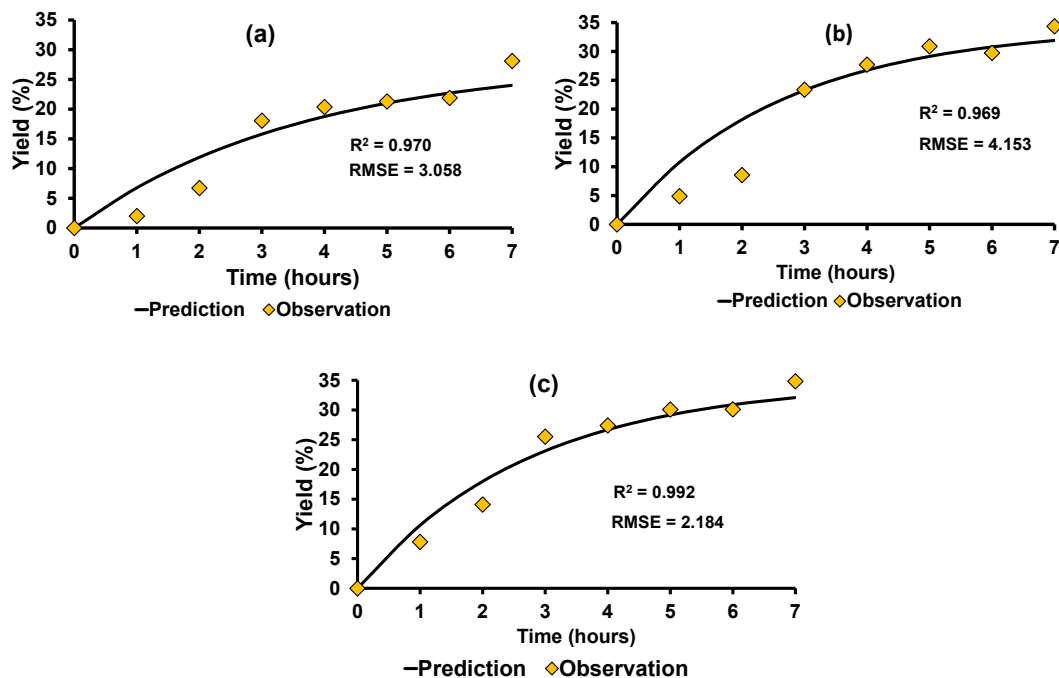 (a)
Yield (%)
35
30
25
20
15
10
5
0
R² = 0.970
RMSE = 3.058
0 1 2 3 4 5 6 7
Time (hours)
Prediction Observation
(b)
Yield (%)
35
30
25
20
15
10
5
0
R² = 0.969
RMSE = 4.153
0 1 2 3 4 5 6 7
Time (hours)
Prediction Observation
(c)
Yield (%)
35
30
25
20
15
10
5
0
R² = 0.992
RMSE = 2.184
0 1 2 3 4 5 6 7
Time (hours)
Prediction Observation